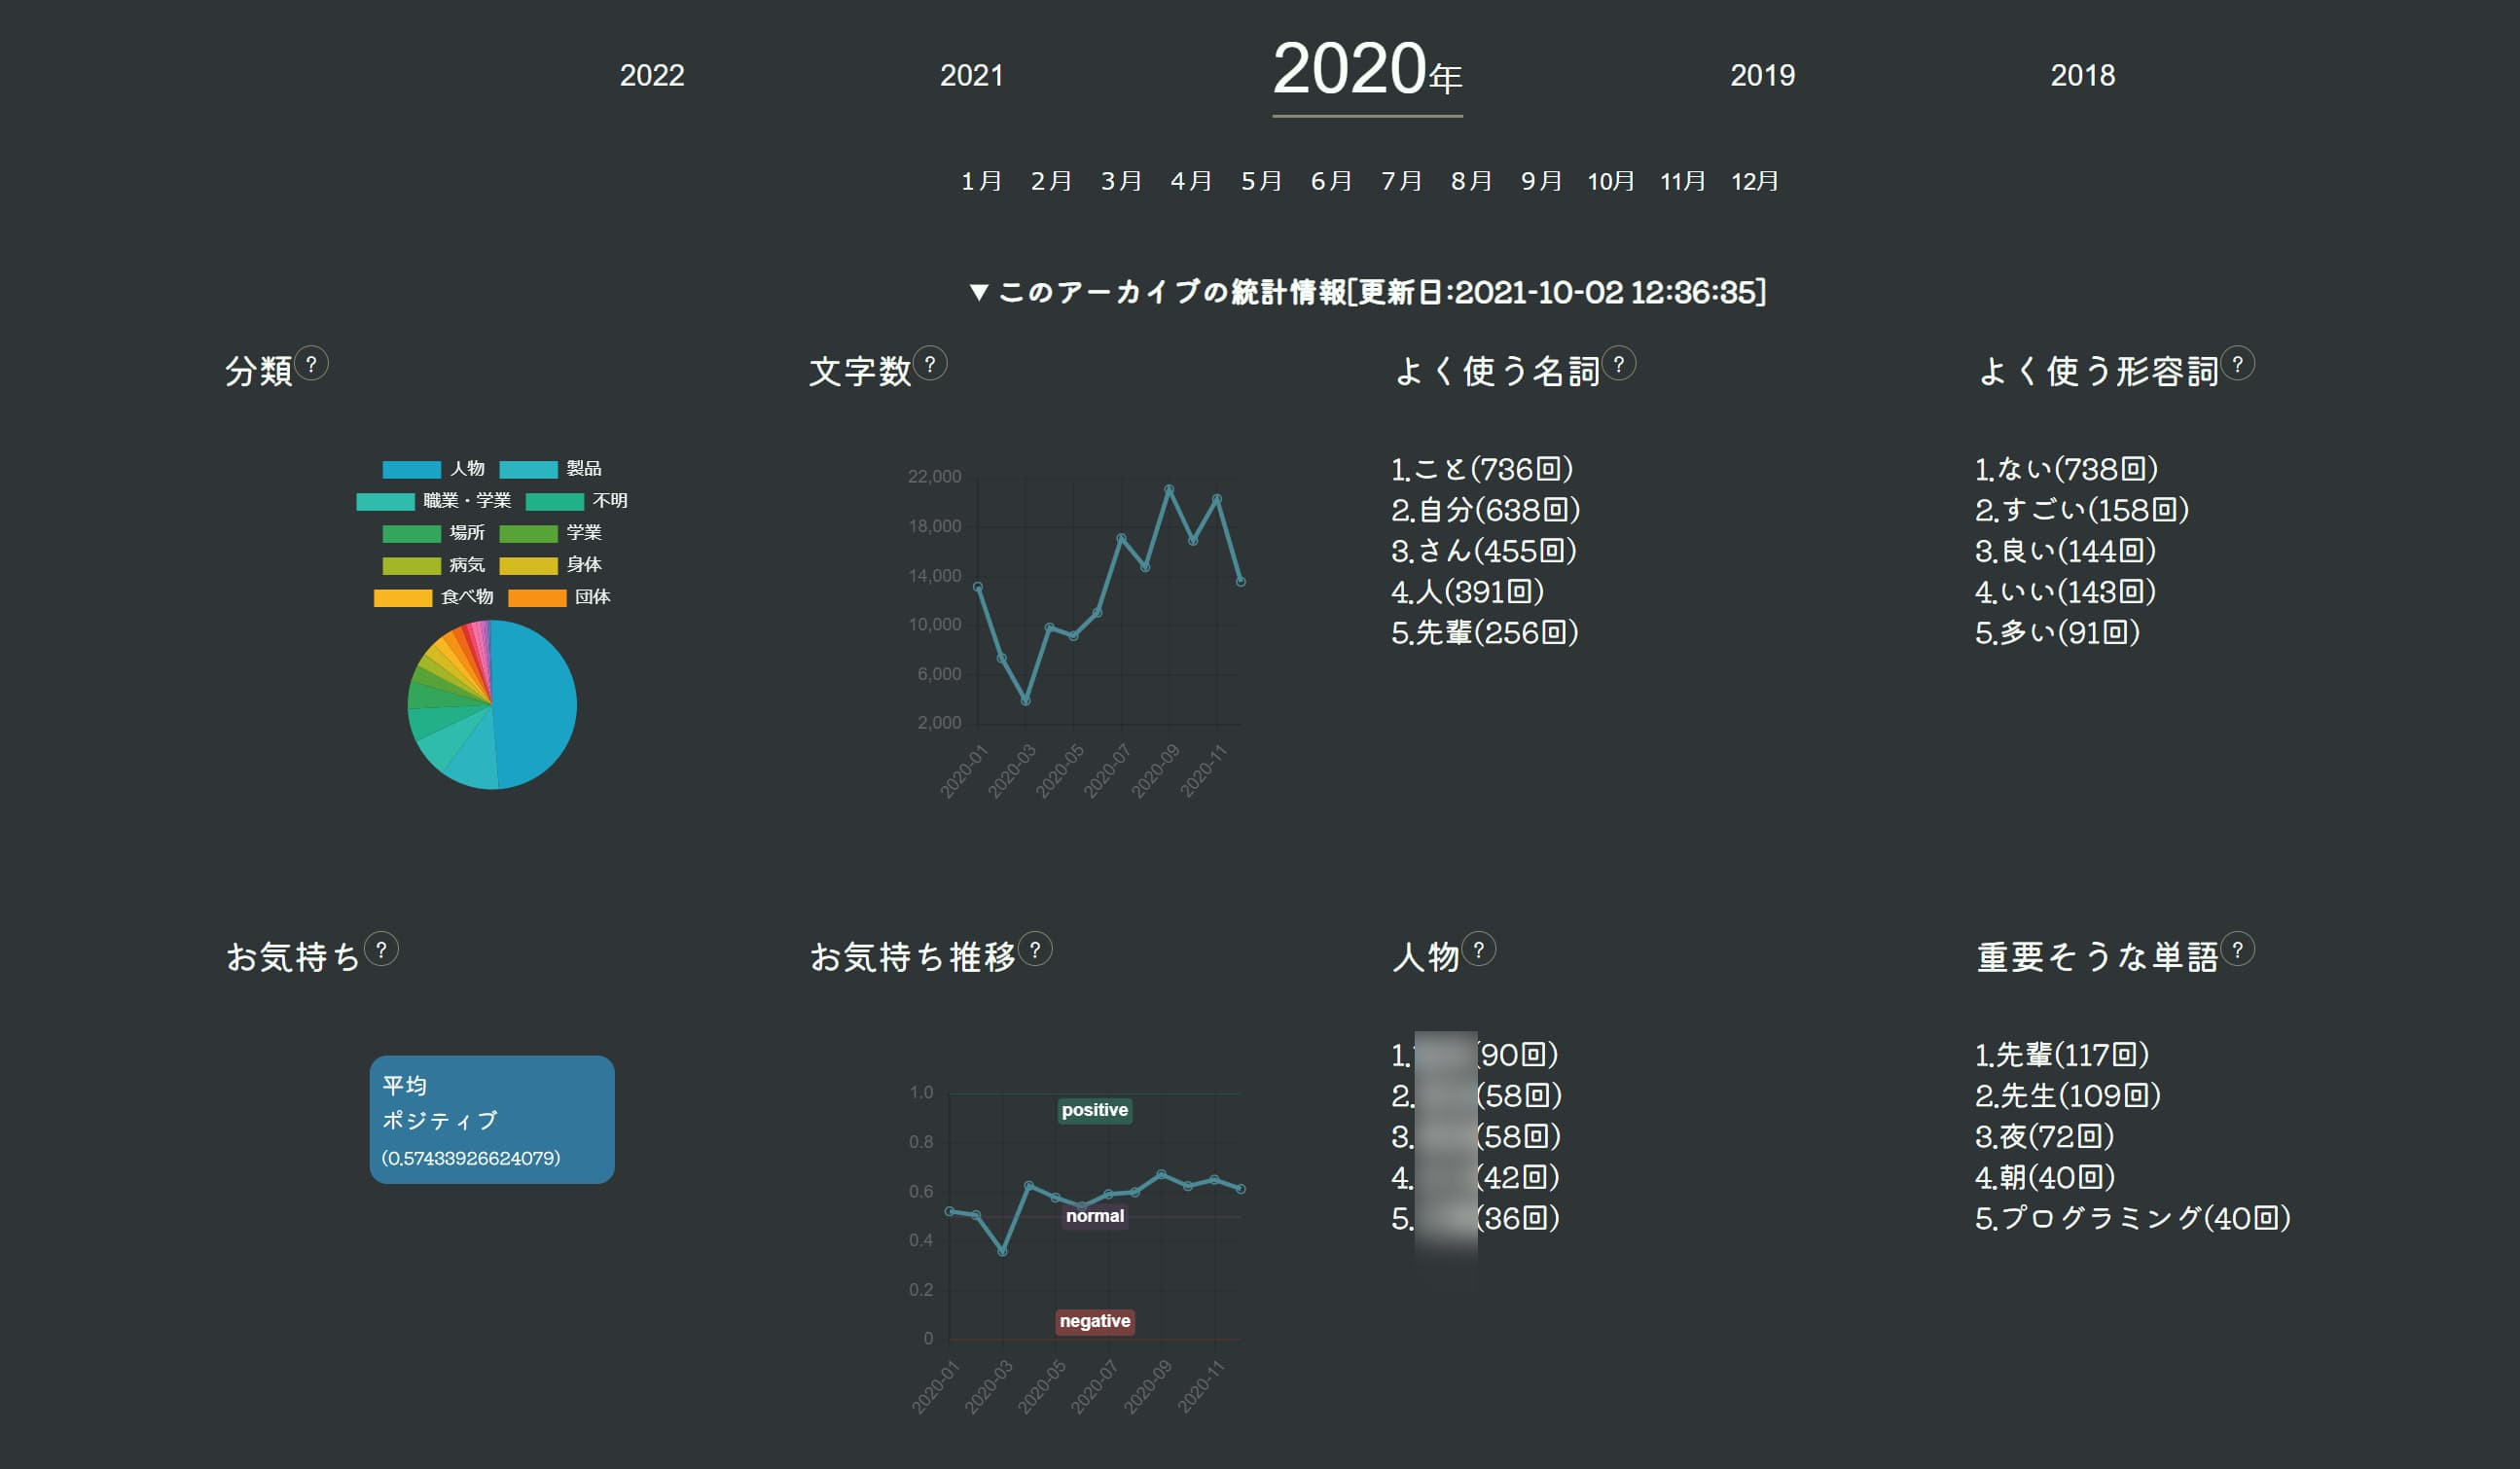 2022 2021 2020年 2019 2018
1月 2月 3月 4月 5月 6月 7月 8月 9月 10月 11月 12月
▼ このアーカイブの統計情報[更新日:2021-10-02 12:36:35]
分類?
人物 製品
職業・学業 不明
場所 学業
病気 身体
食べ物 団体
文字数?
22,000
18,000
14,000
10,000
6,000
2,000
2020-01 2020-03 2020-05 2020-07 2020-09 2020-11
よく使う名詞?
1.こと(736回)
2.自分(638回)
3.さん(455回)
4.人(391回)
5.先輩(256回)
よく使う形容詞?
1.ない(738回)
2.すごい(158回)
3.良い(144回)
4.いい(143回)
5.多い(91回)
お気持ち?
平均
ポジティブ
(0.57433926624079)
お気持ち推移?
1.0
positive
0.8
0.6
normal
0.4
0.2
negative
0
2020-01 2020-03 2020-05 2020-07 2020-09 2020-11
人物?
1. (90回)
2. (58回)
3. (58回)
4. (42回)
5. (36回)
重要そうな単語?
1.先輩(117回)
2.先生(109回)
3.夜(72回)
4.朝(40回)
5.プログラミング(40回)